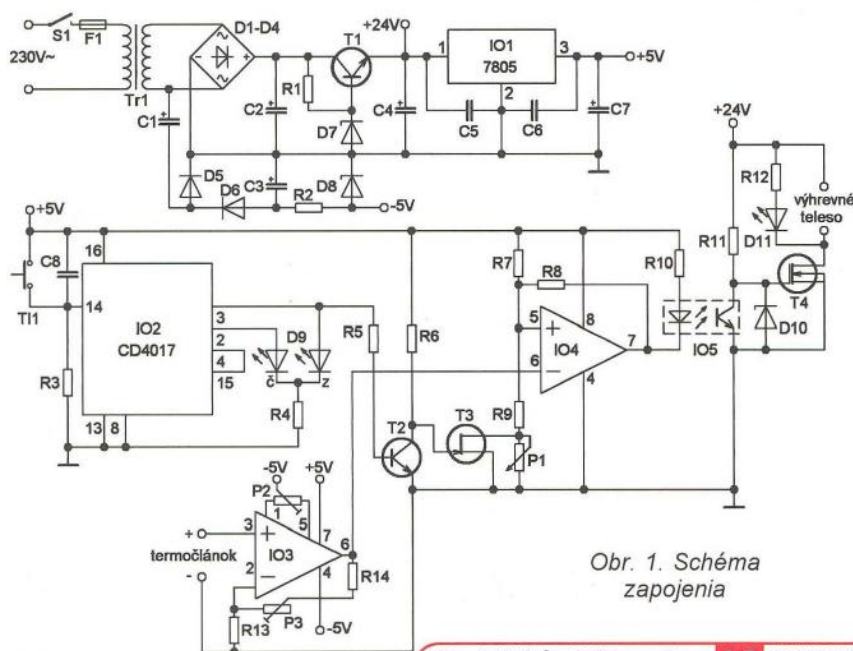 S1
F1
230V~
Tr1
D1-D4
C1
C2
R1
T1
+24V
D7
C4
1
IO1
7805
3
2
C5
C6
C7
+5V
D5
D6
C3
R2
D8
-5V
+24V
R12
výhrevné
teleso
R11
D11
T4
D10
+5V
C8
Tl1
16
14
IO2
CD4017
3
2
4
15
13
8
R3
D9
č
z
R4
R5
R6
T2
T3
R7
R8
5
+
6
−
IO4
8
7
4
R9
P1
R10
IO5
-5V
+5V
P2
1
5
3
+
2
−
IO3
7
6
4
+
termočlánok
-
R14
P3
R13
-5V
Obr. 1. Schéma
zapojenia